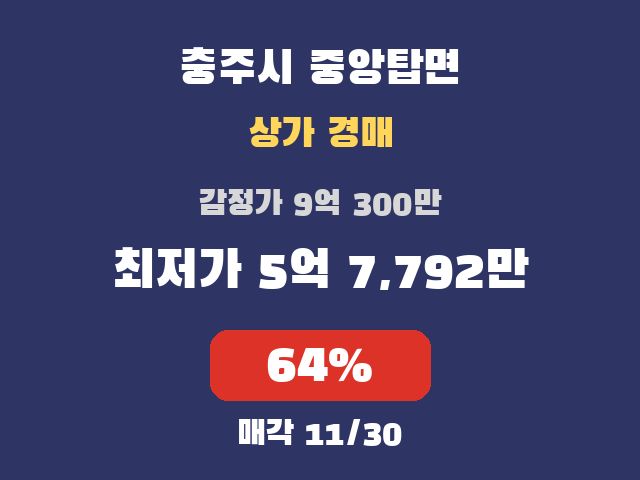 충주시 중앙탑면
상가 경매
감정가 9억 300만
최저가 5억 7,792만
64%
매각 11/30